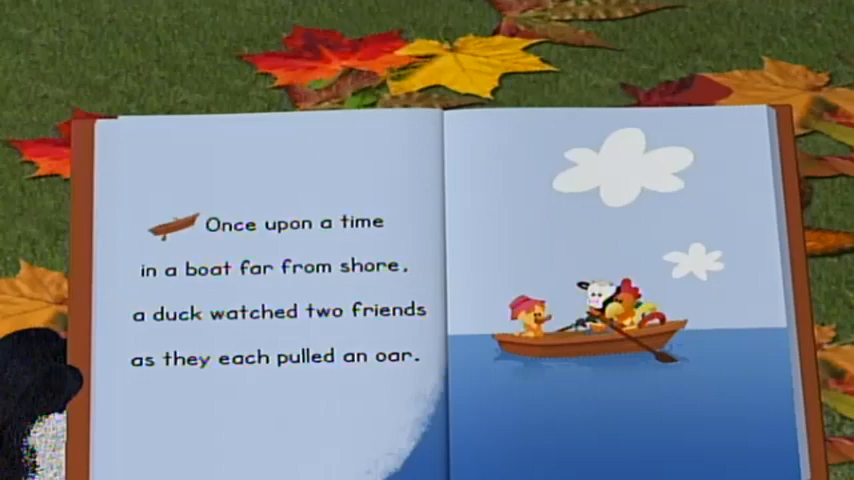 Once upon a time
in a boat far from shore,
a duck watched two friends
as they each pulled an oar.